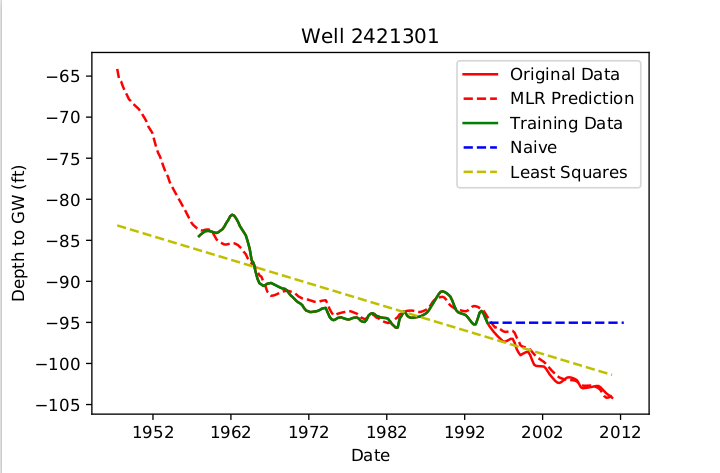 Well 2421301
Original Data
MLR Prediction
Training Data
Naive
Least Squares
Depth to GW (ft)
−65
−70
−75
−80
−85
−90
−95
−100
−105
1952 1962 1972 1982 1992 2002 2012
Date